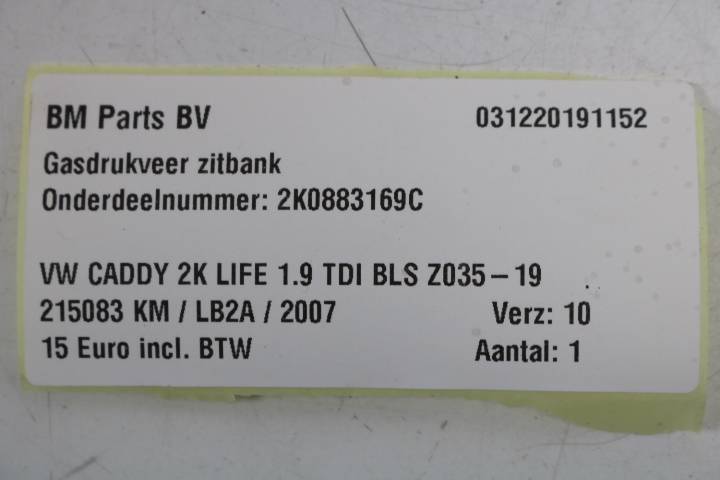 BM Parts BV 031220191152
Gasdrukveer zitbank
Onderdeelnummer: 2K0883169C
VW CADDY 2K LIFE 1.9 TDI BLS Z035-19
215083 KM / LB2A / 2007 Verz: 10
15 Euro incl. BTW Aantal: 1